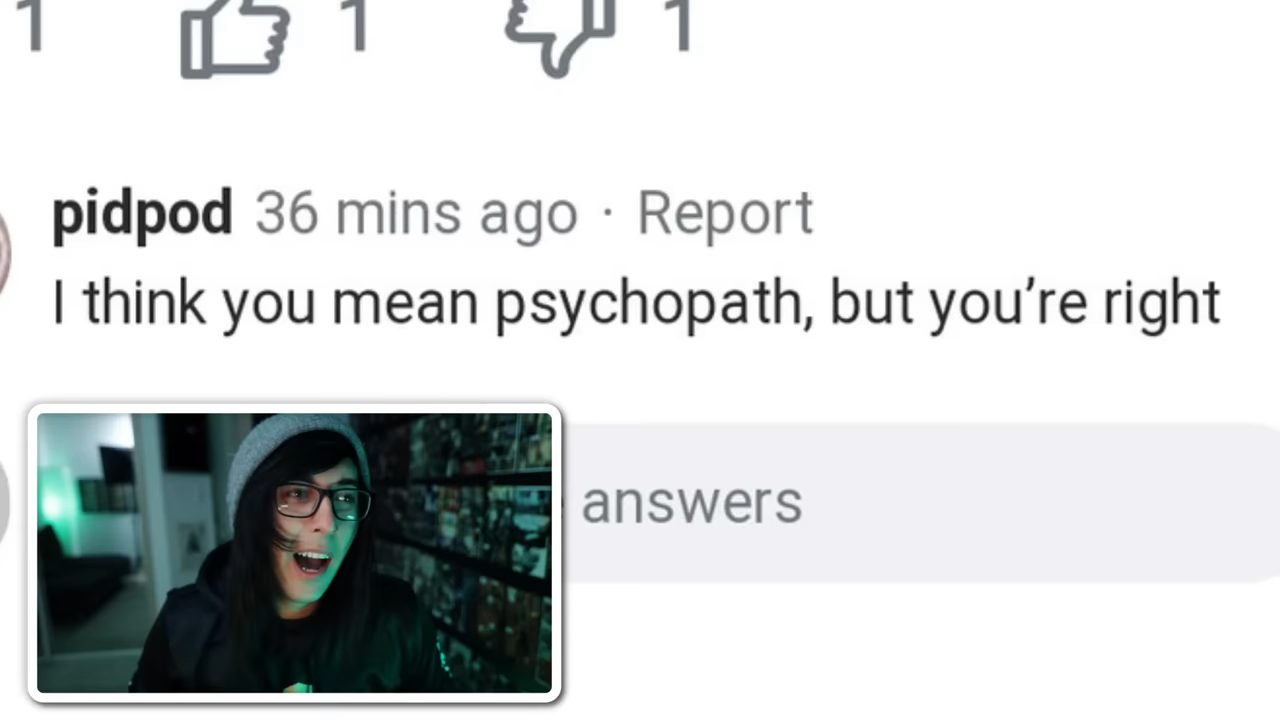 1 1 1
pidpod 36 mins ago · Report
I think you mean psychopath, but you’re right
answers